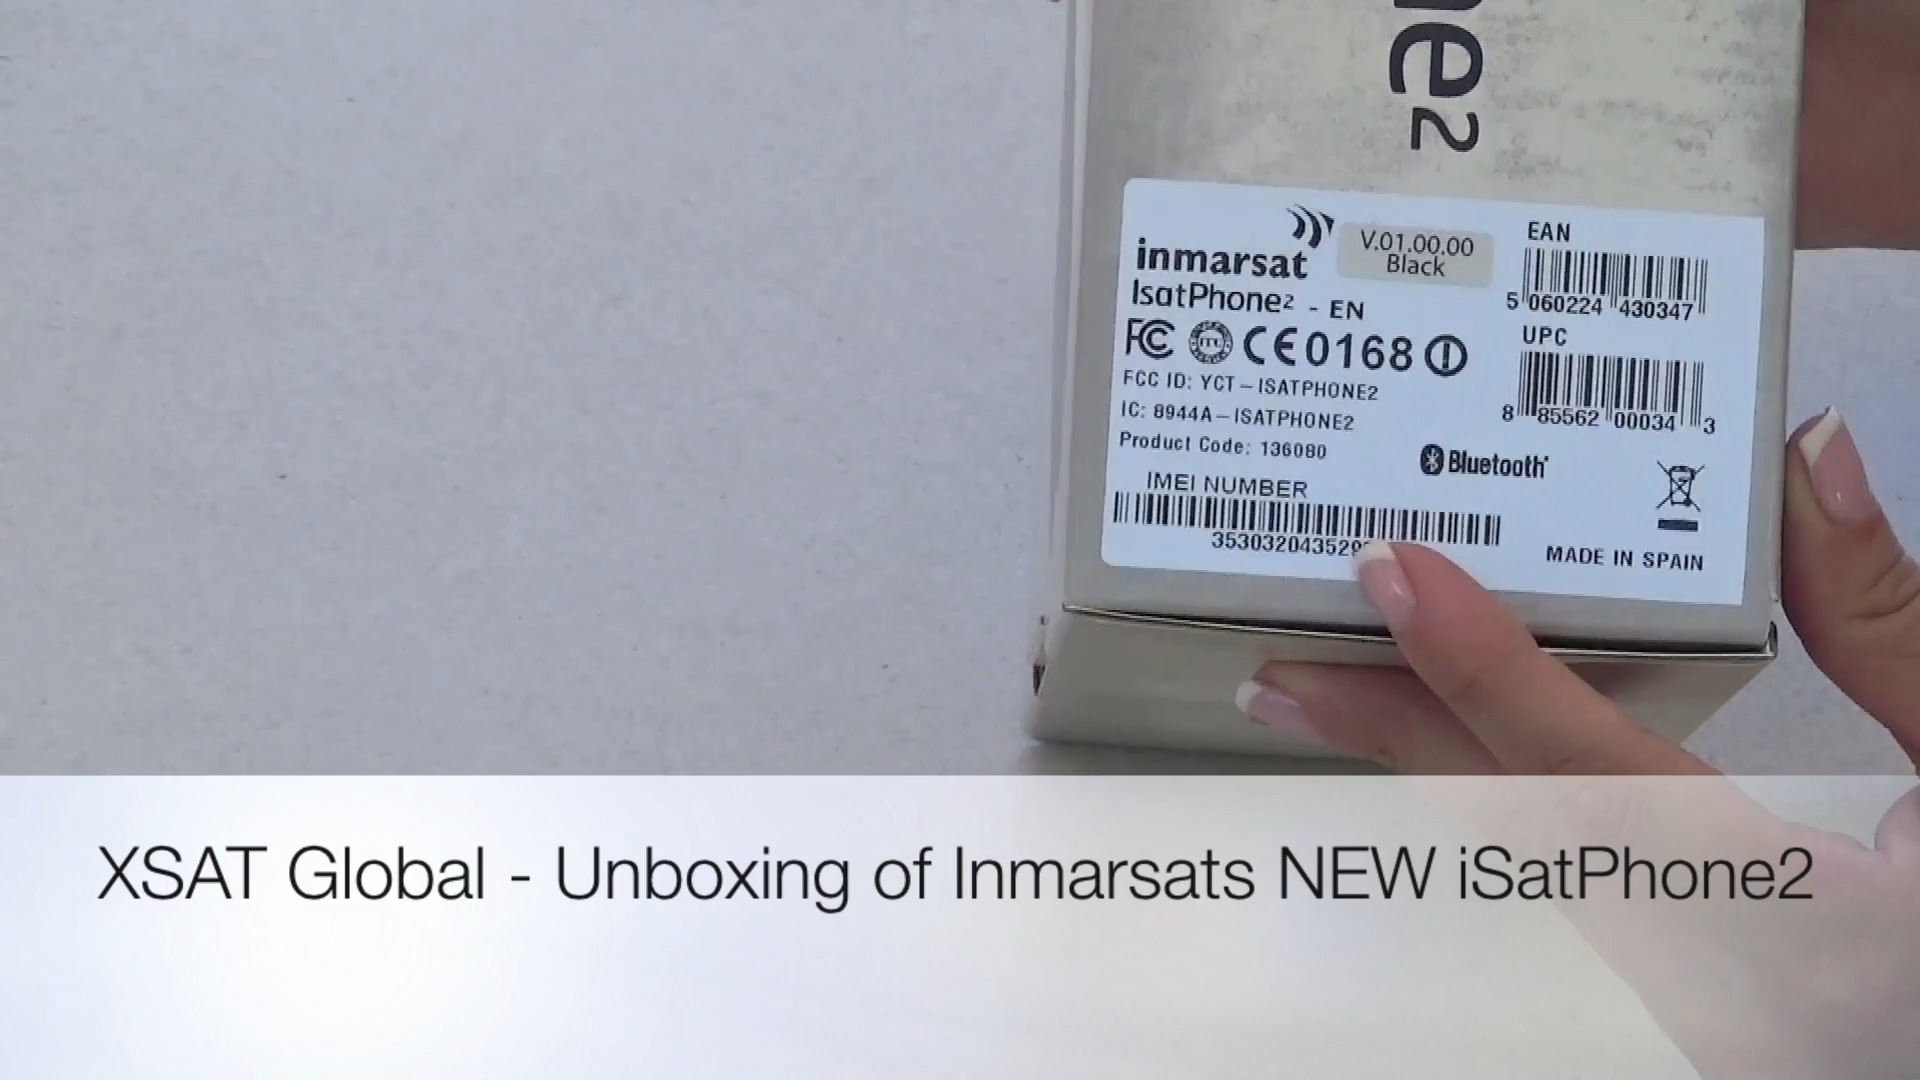 ne2
inmarsat
V.01.00.00
Black
IsatPhone2 - EN
FC CE0168
FCC ID: YCT-ISATPHONE2
IC: 8944A-ISATPHONE2
Product Code: 136080
IMEI NUMBER
353032043529
EAN
5 060224 430347
UPC
8 85562 00034 3
Bluetooth
MADE IN SPAIN
XSAT Global - Unboxing of Inmarsats NEW iSatPhone2